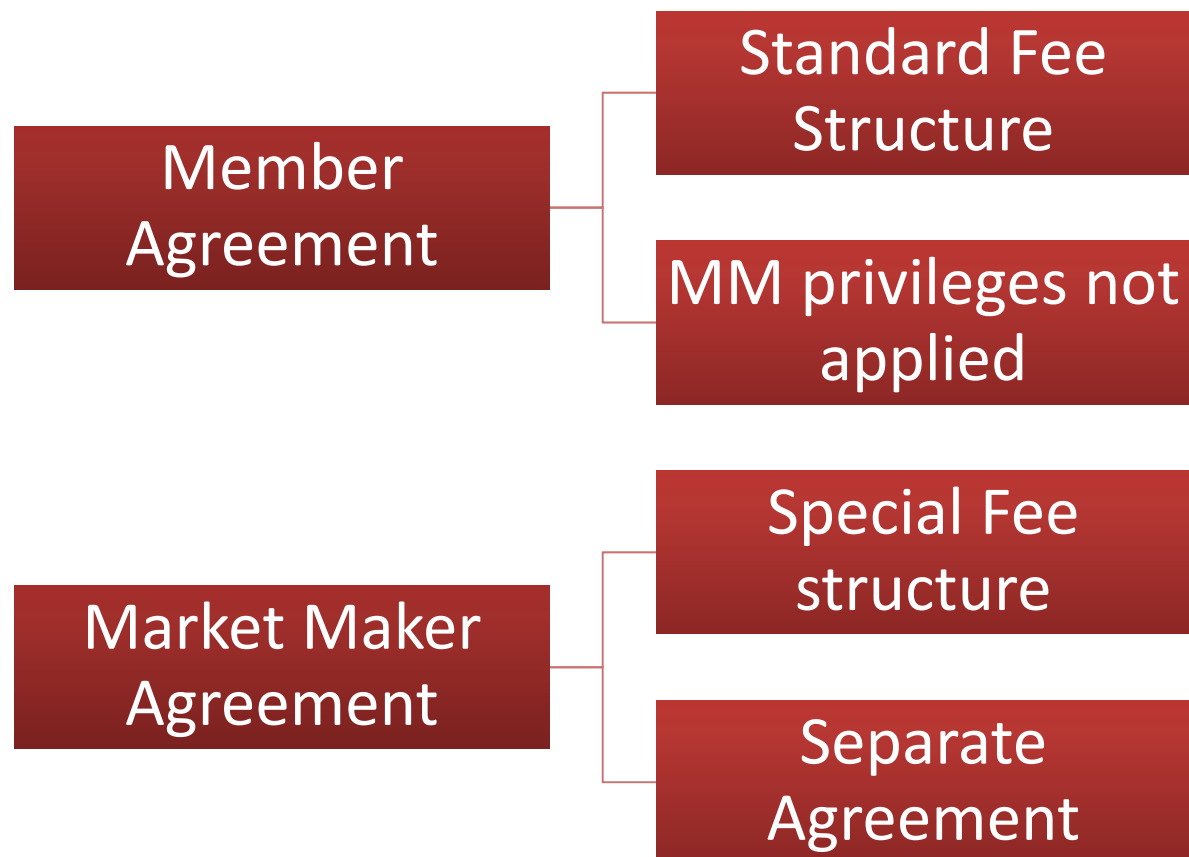 Member
Agreement
Standard Fee
Structure
MM privileges not
applied
Market Maker
Agreement
Special Fee
structure
Separate
Agreement